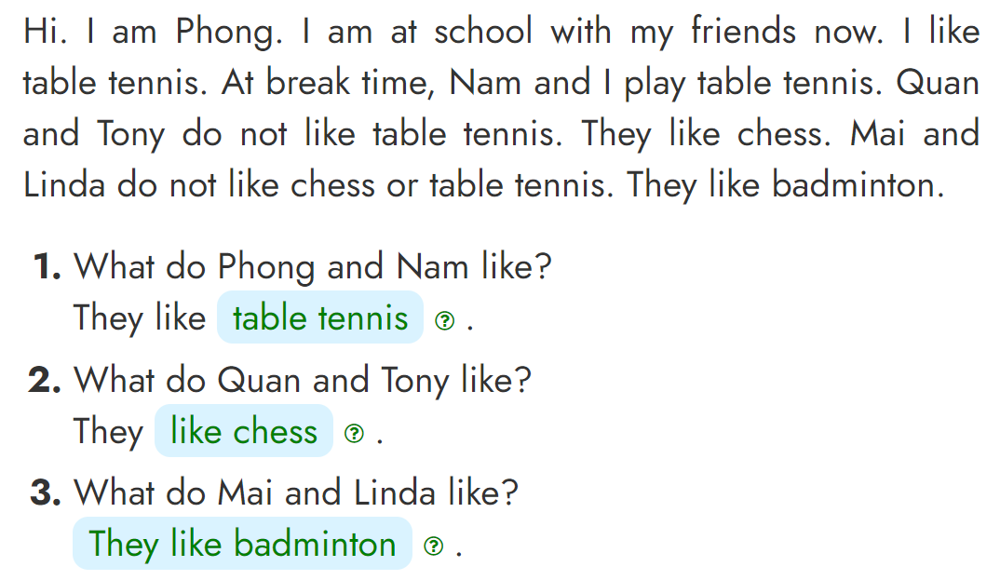 Hi. I am Phong. I am at school with my friends now. I like
table tennis. At break time, Nam and I play table tennis. Quan
and Tony do not like table tennis. They like chess. Mai and
Linda do not like chess or table tennis. They like badminton.
1. What do Phong and Nam like?
They like table tennis ? .
2. What do Quan and Tony like?
They like chess ? .
3. What do Mai and Linda like?
They like badminton ? .